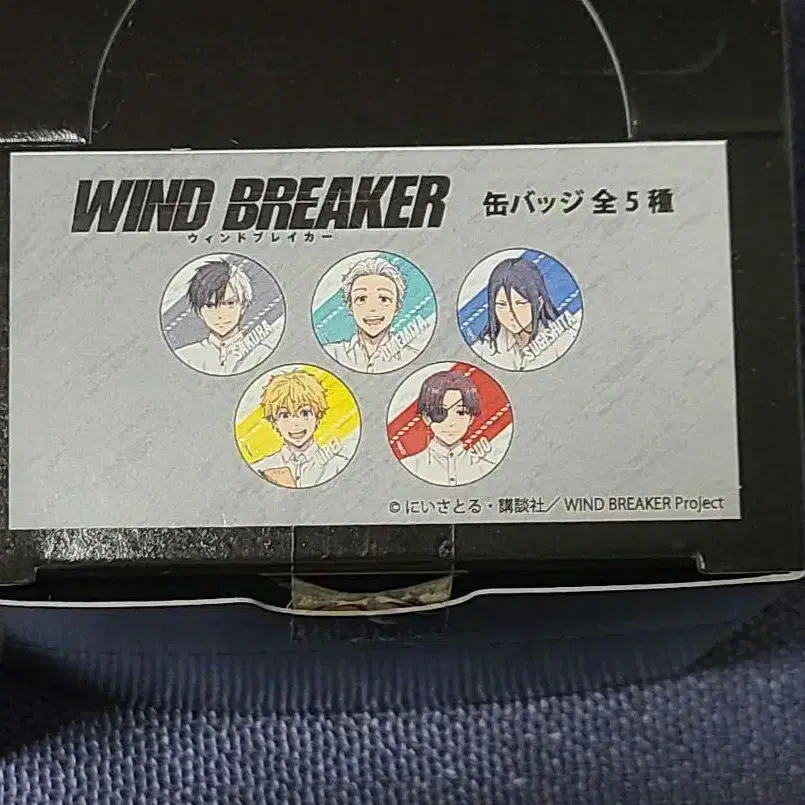 WIND BREAKER 缶バッジ 全5種
ウィンドブレイカー
SAKURA
UMEMIYA
SUGISHITA
NIREI
SUO
© にいさとる・講談社／ WIND BREAKER Project